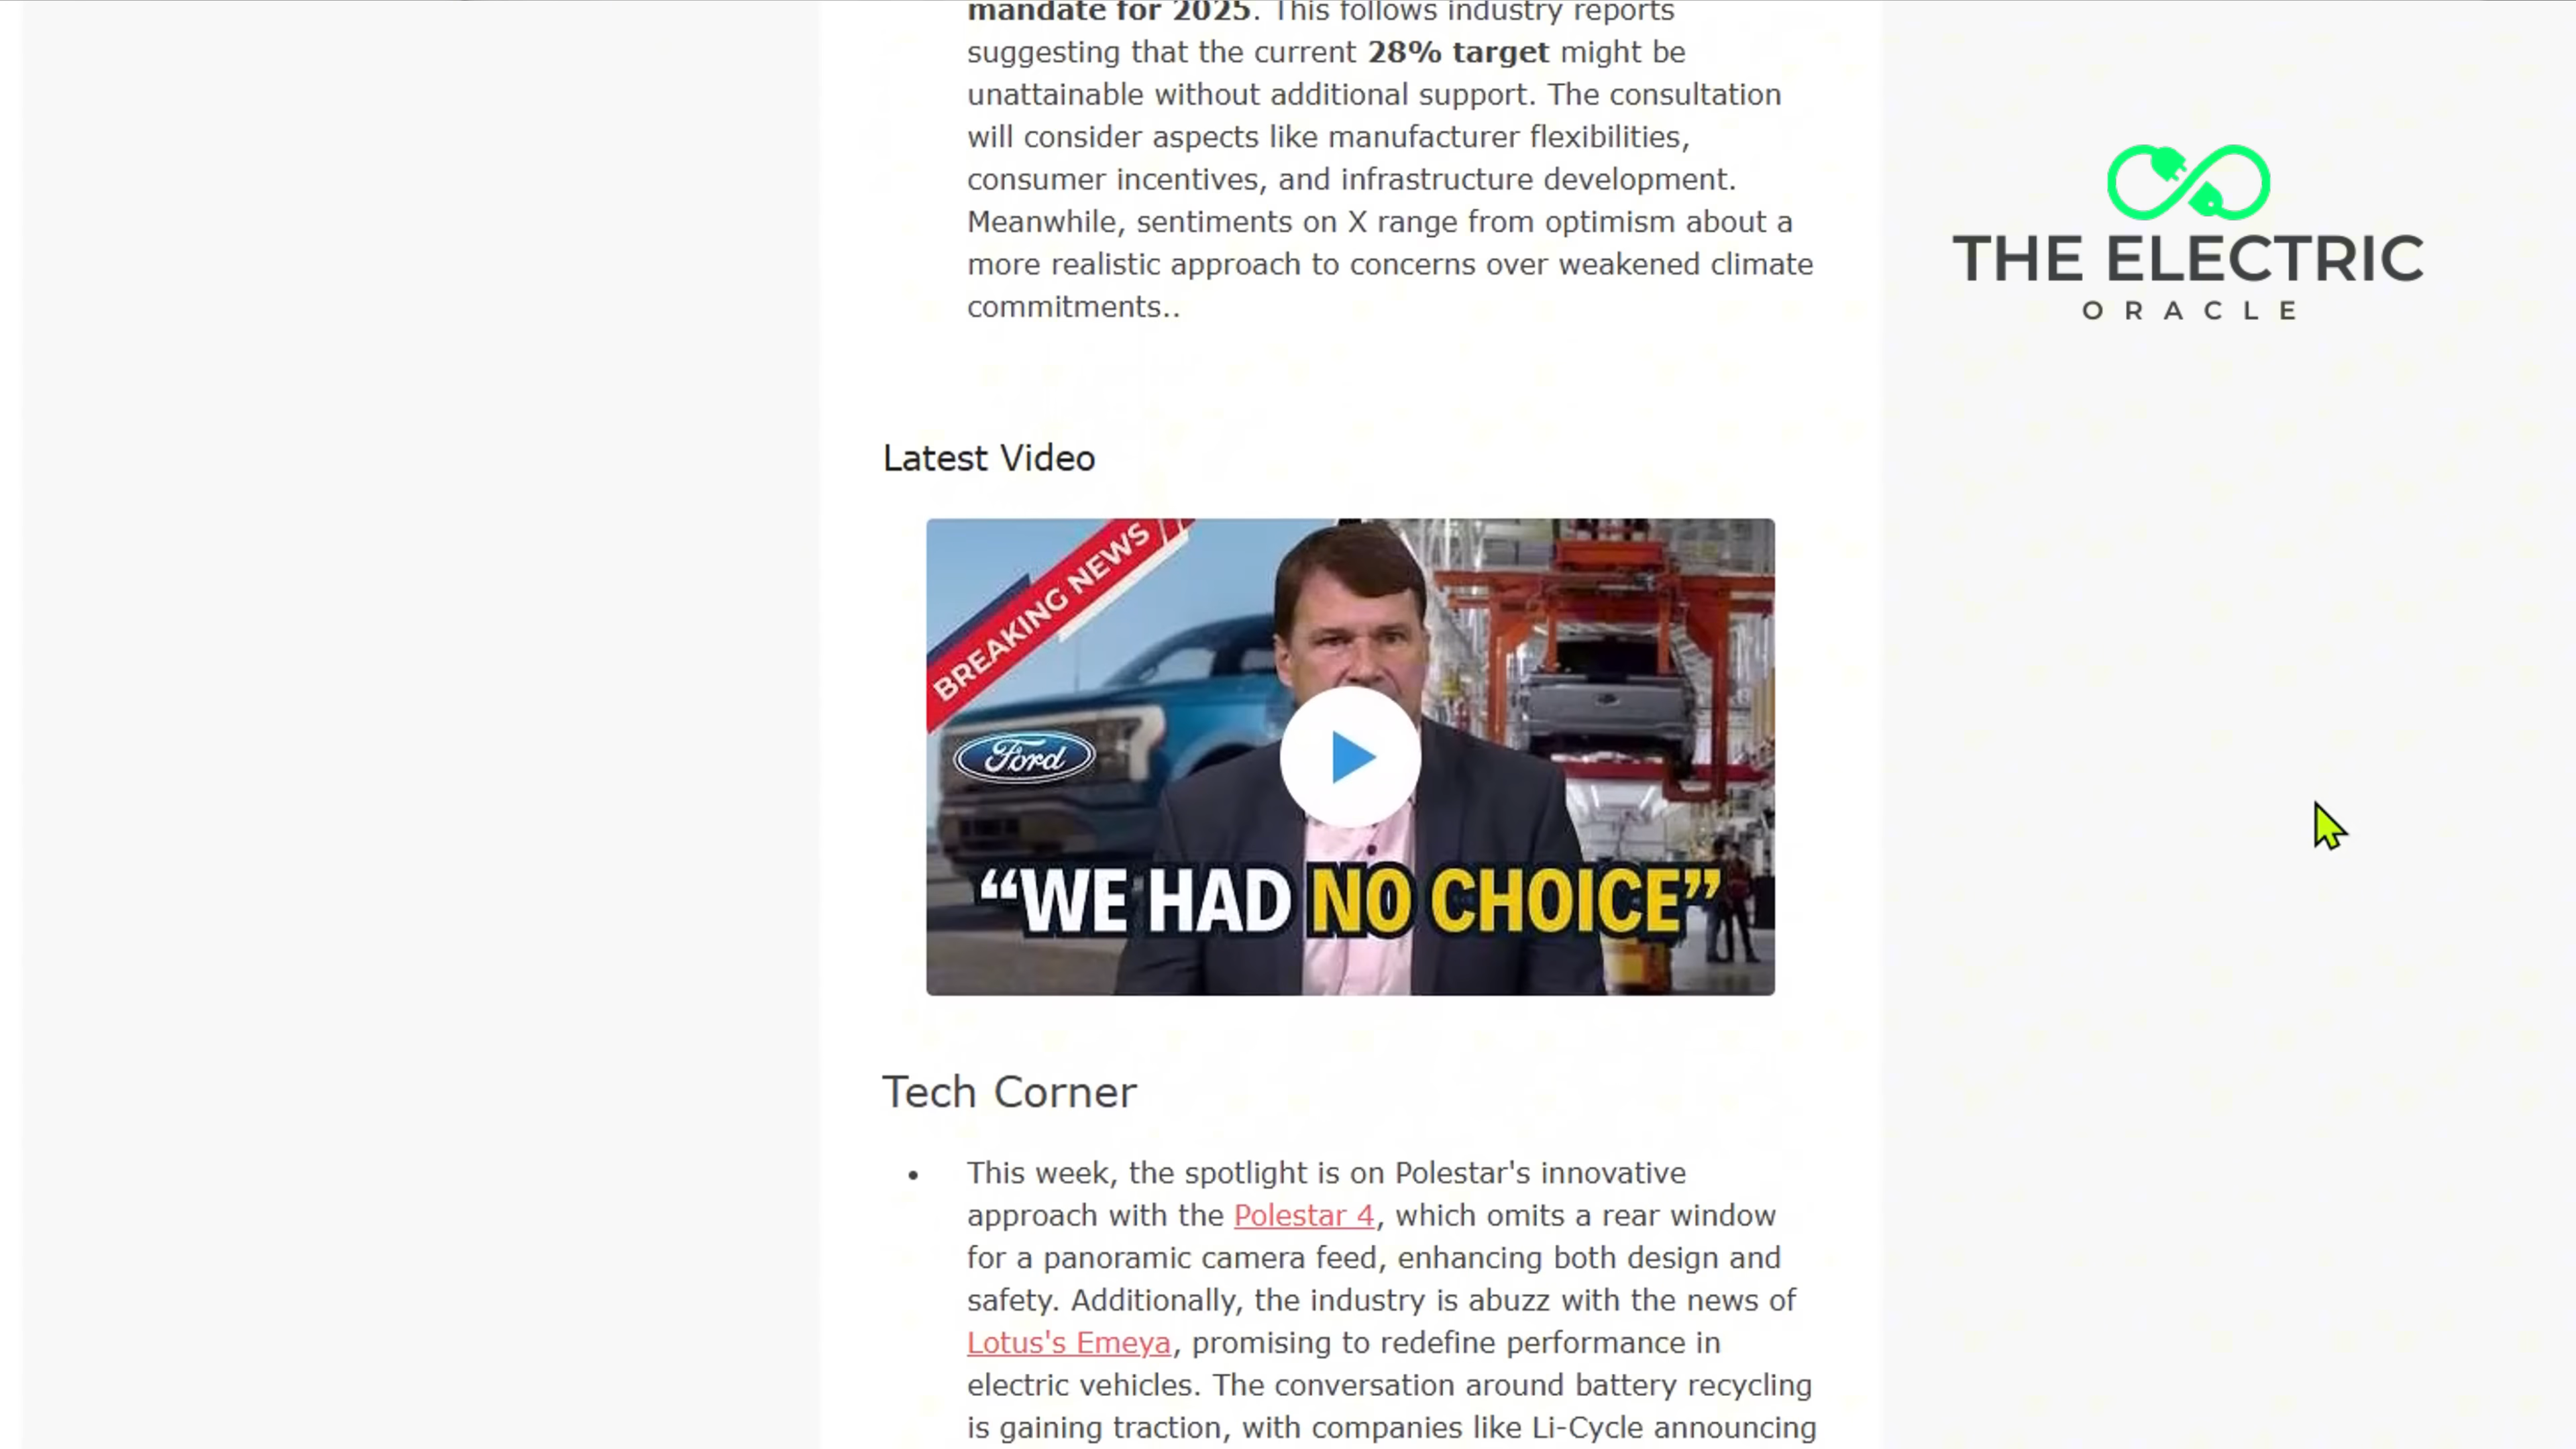 mandate for 2025. This follows industry reports
suggesting that the current 28% target might be
unattainable without additional support. The consultation
will consider aspects like manufacturer flexibilities,
consumer incentives, and infrastructure development.
Meanwhile, sentiments on X range from optimism about a
more realistic approach to concerns over weakened climate
commitments..
THE ELECTRIC
ORACLE
Latest Video
BREAKING NEWS
Ford
“WE HAD NO CHOICE”
Tech Corner
• This week, the spotlight is on Polestar's innovative
approach with the Polestar 4, which omits a rear window
for a panoramic camera feed, enhancing both design and
safety. Additionally, the industry is abuzz with the news of
Lotus's Emeya, promising to redefine performance in
electric vehicles. The conversation around battery recycling
is gaining traction, with companies like Li-Cycle announcing